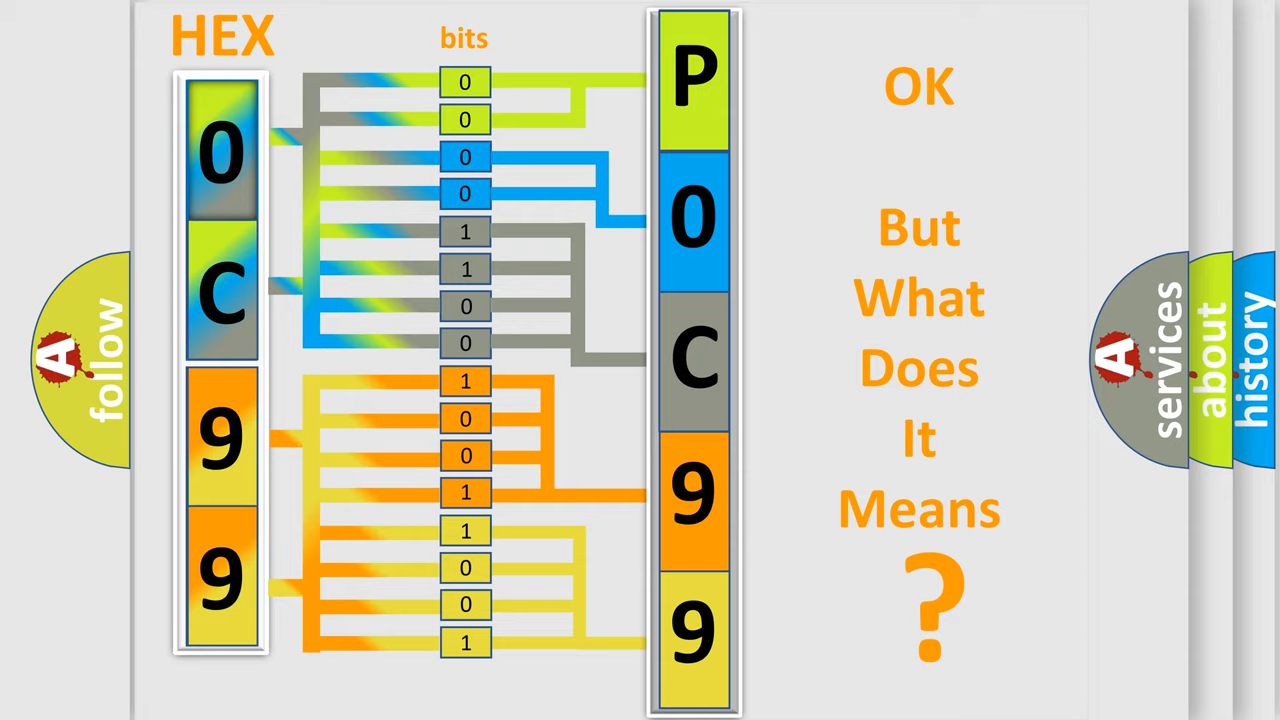 HEX
bits
0
C
9
9
0
0
0
0
1
1
0
0
1
0
0
1
1
0
0
1
P
0
C
9
9
OK
But
What
Does
It
Means
?
A
follow
A
services
about
history